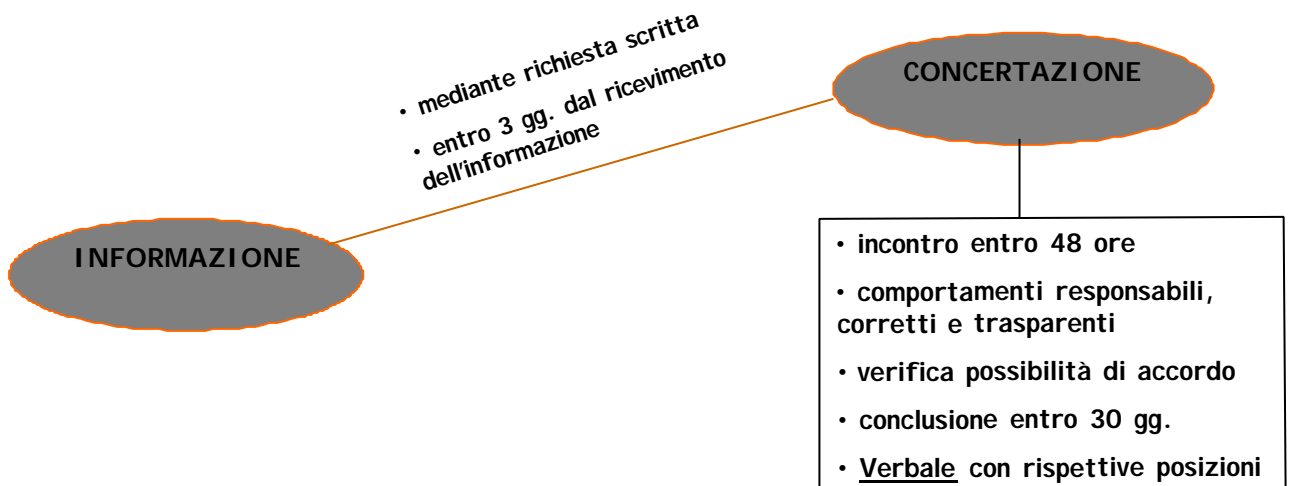 • mediante richiesta scritta
• entro 3 gg. dal ricevimento
dell'informazione
CONCERTAZIONE
INFORMAZIONE
• incontro entro 48 ore
• comportamenti responsabili,
corretti e trasparenti
• verifica possibilità di accordo
• conclusione entro 30 gg.
• Verbale con rispettive posizioni